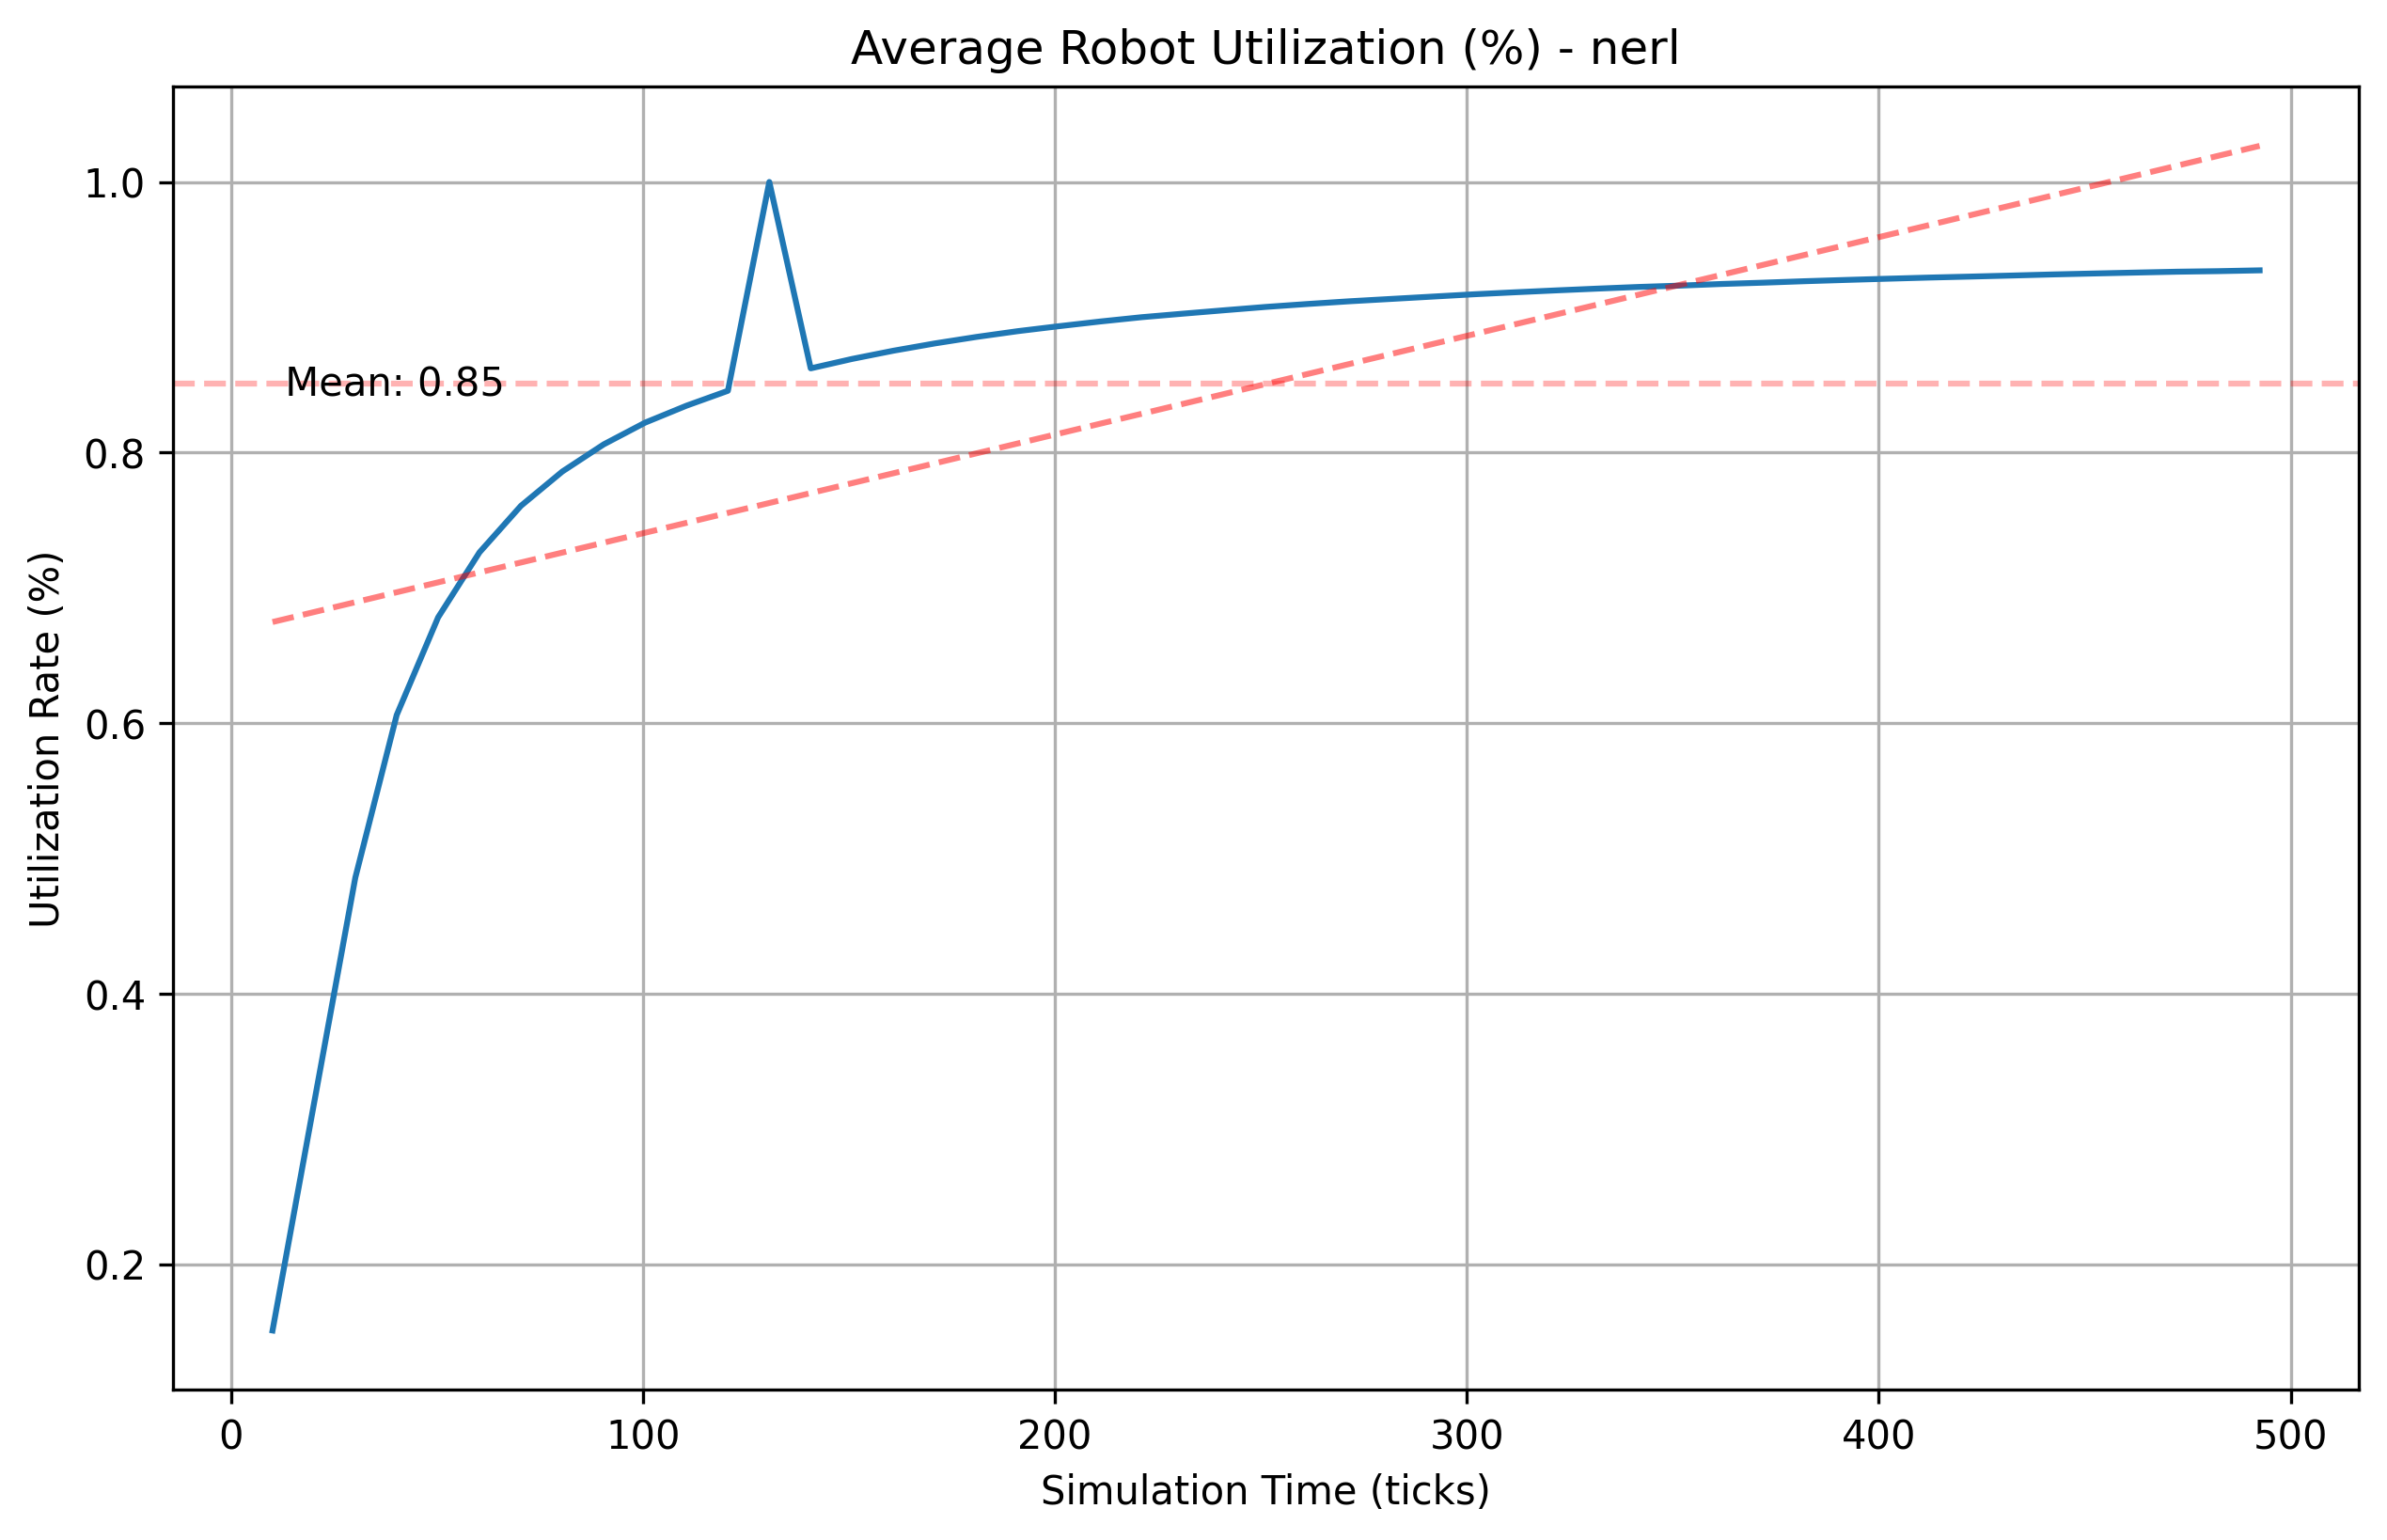 Average Robot Utilization (%) - nerl
Utilization Rate (%)
1.0
0.8
0.6
0.4
0.2
Mean: 0.85
0 100 200 300 400 500
Simulation Time (ticks)